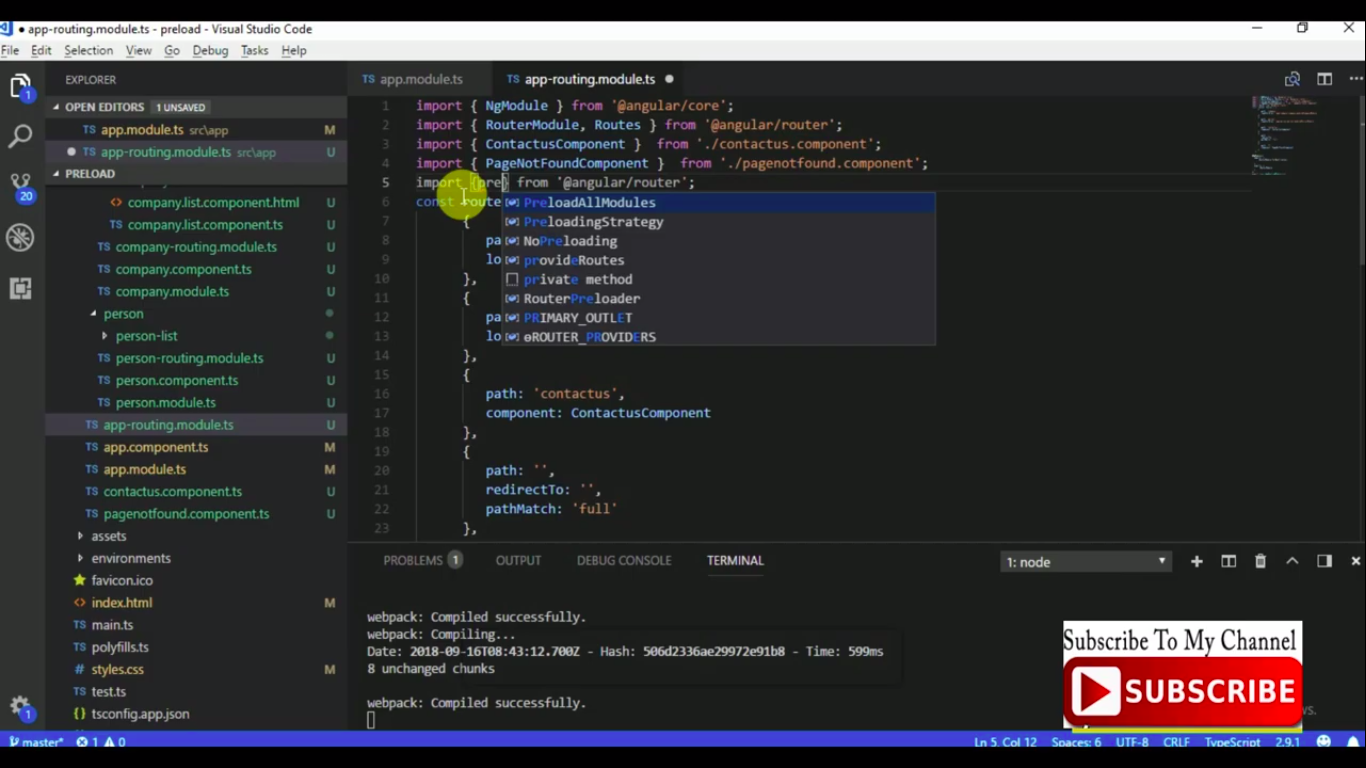 ● app-routing.module.ts - preload - Visual Studio Code
File Edit Selection View Go Debug Tasks Help
EXPLORER
OPEN EDITORS 1 UNSAVED
TS app.module.ts src\app M
● TS app-routing.module.ts src\app U
PRELOAD
<> company.list.component.html U
TS company.list.component.ts U
TS company-routing.module.ts U
TS company.component.ts U
TS company.module.ts U
person
person-list
TS person-routing.module.ts U
TS person.component.ts U
TS person.module.ts U
TS app-routing.module.ts U
TS app.component.ts M
TS app.module.ts M
TS contactus.component.ts U
TS pagenotfound.component.ts U
assets
environments
favicon.ico
<> index.html M
main.ts
polyfills.ts
# styles.css M
test.ts
{} tsconfig.app.json
1
20
1
TS app.module.ts TS app-routing.module.ts ●
1 import { NgModule } from '@angular/core';
2 import { RouterModule, Routes } from '@angular/router';
3 import { ContactusComponent }  from './contactus.component';
4 import { PageNotFoundComponent }  from './pagenotfound.component';
5 import {pre} from '@angular/router';
6 const route
7 {
8 pa
9 lo
10 },
11 {
12 pa
13 lo
14 },
15 {
16 path: 'contactus',
17 component: ContactusComponent
18 },
19 {
20 path: '',
21 redirectTo: '',
22 pathMatch: 'full'
23 },
PreloadAllModules
PreloadingStrategy
NoPreloading
provideRoutes
private method
RouterPreloader
PRIMARY_OUTLET
ɵROUTER_PROVIDERS
PROBLEMS 1 OUTPUT DEBUG CONSOLE TERMINAL 1: node
webpack: Compiled successfully.
webpack: Compiling...
Date: 2018-09-16T08:43:12.700Z - Hash: 506d2336ae29972e91b8 - Time: 599ms
8 unchanged chunks
webpack: Compiled successfully.
Subscribe To My Channel
SUBSCRIBE
master* 1 0 Ln 5, Col 12 Spaces: 6 UTF-8 CRLF TypeScript 2.9.1